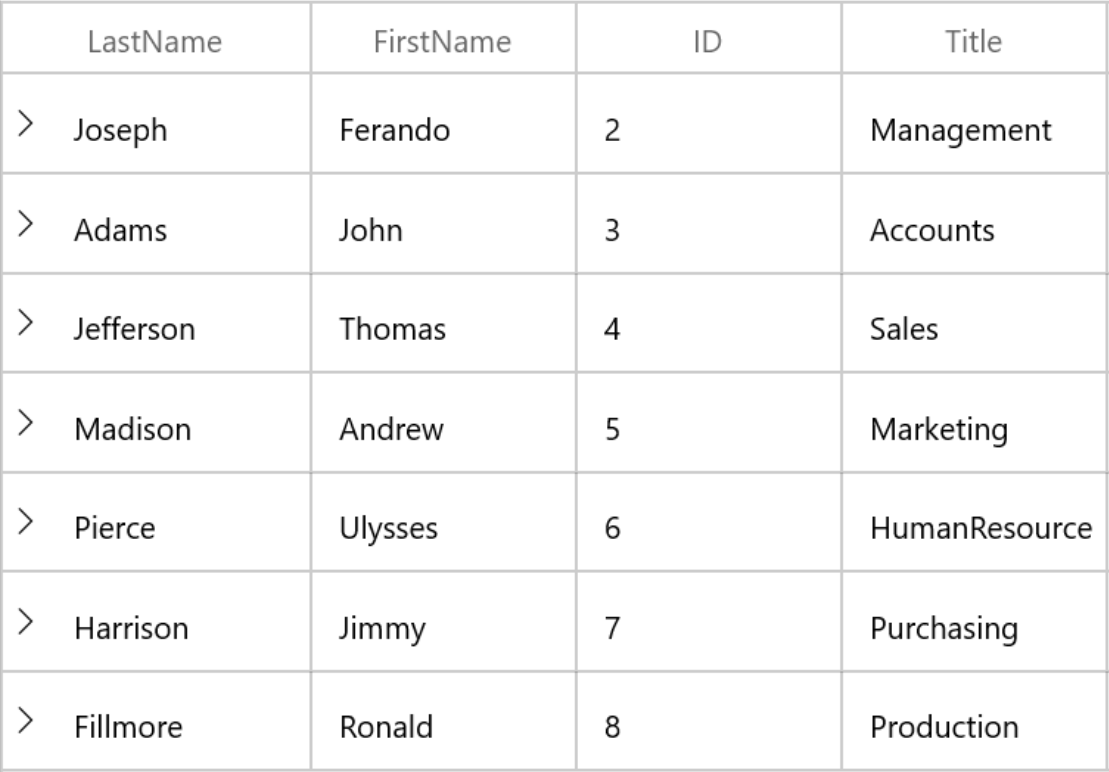 LastName FirstName ID Title
Joseph Ferando 2 Management
Adams John 3 Accounts
Jefferson Thomas 4 Sales
Madison Andrew 5 Marketing
Pierce Ulysses 6 HumanResource
Harrison Jimmy 7 Purchasing
Fillmore Ronald 8 Production